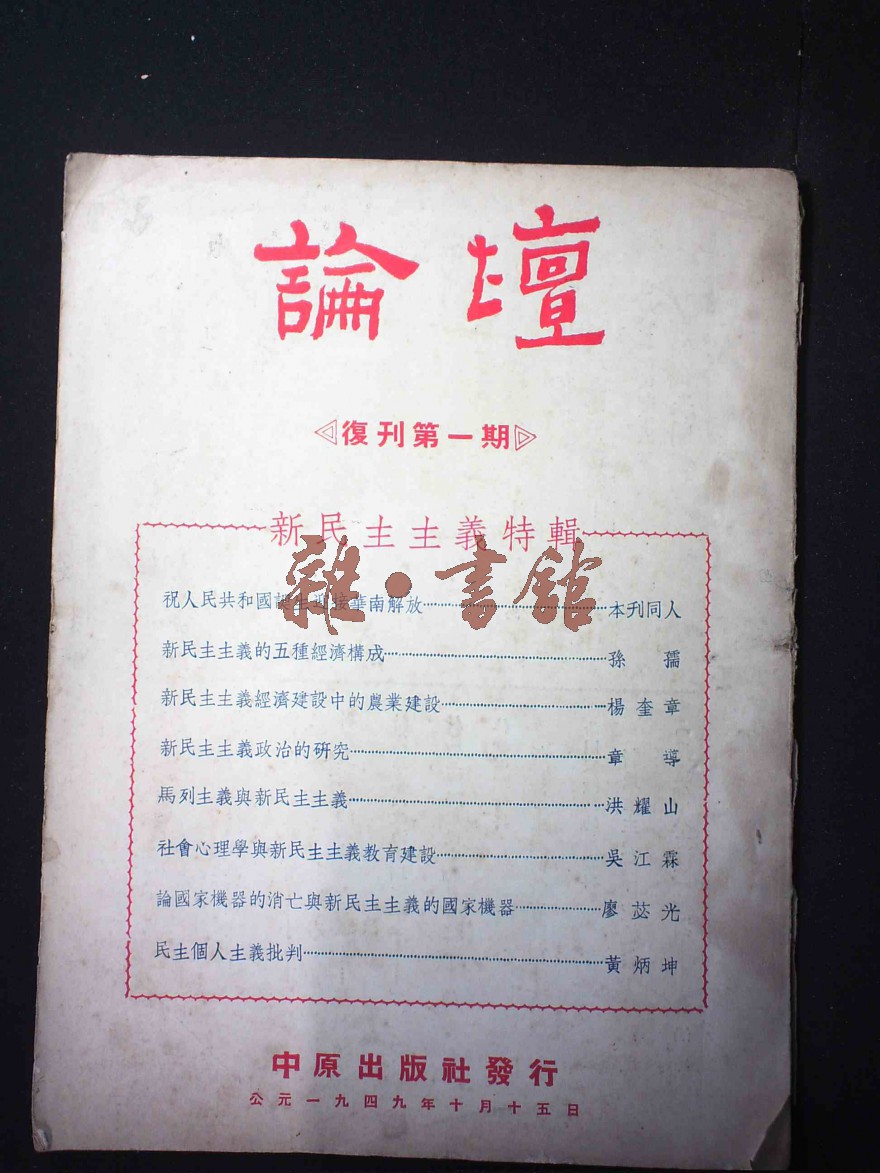 論壇
復刊第一期
新民主主義特輯
雜·書館
祝人民共和國誕生迎接華南解放……本刊同人
新民主主義的五種經濟構成……孫孺
新民主主義經濟建設中的農業建設……楊奎章
新民主主義政治的研究……章導
馬列主義與新民主主義……洪耀山
社會心理學與新民主主義教育建設……吳江霖
論國家機器的消亡與新民主主義的國家機器……廖苾光
民主個人主義批判……黃炳坤
中原出版社發行
公元一九四九年十月十五日